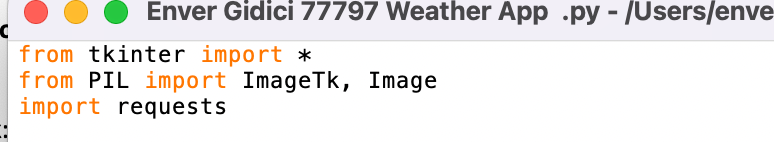 Enver Gidici 77797 Weather App .py - /Users/enve
from tkinter import *
from PIL import ImageTk, Image
import requests